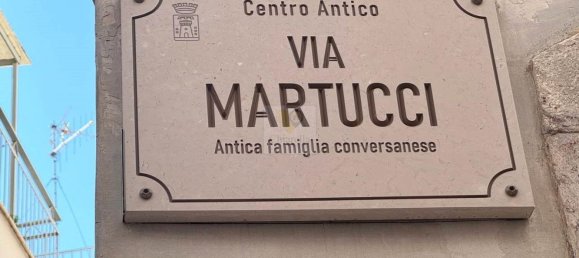 Centro Antico
VIA
MARTUCCI
Antica famiglia conversanese